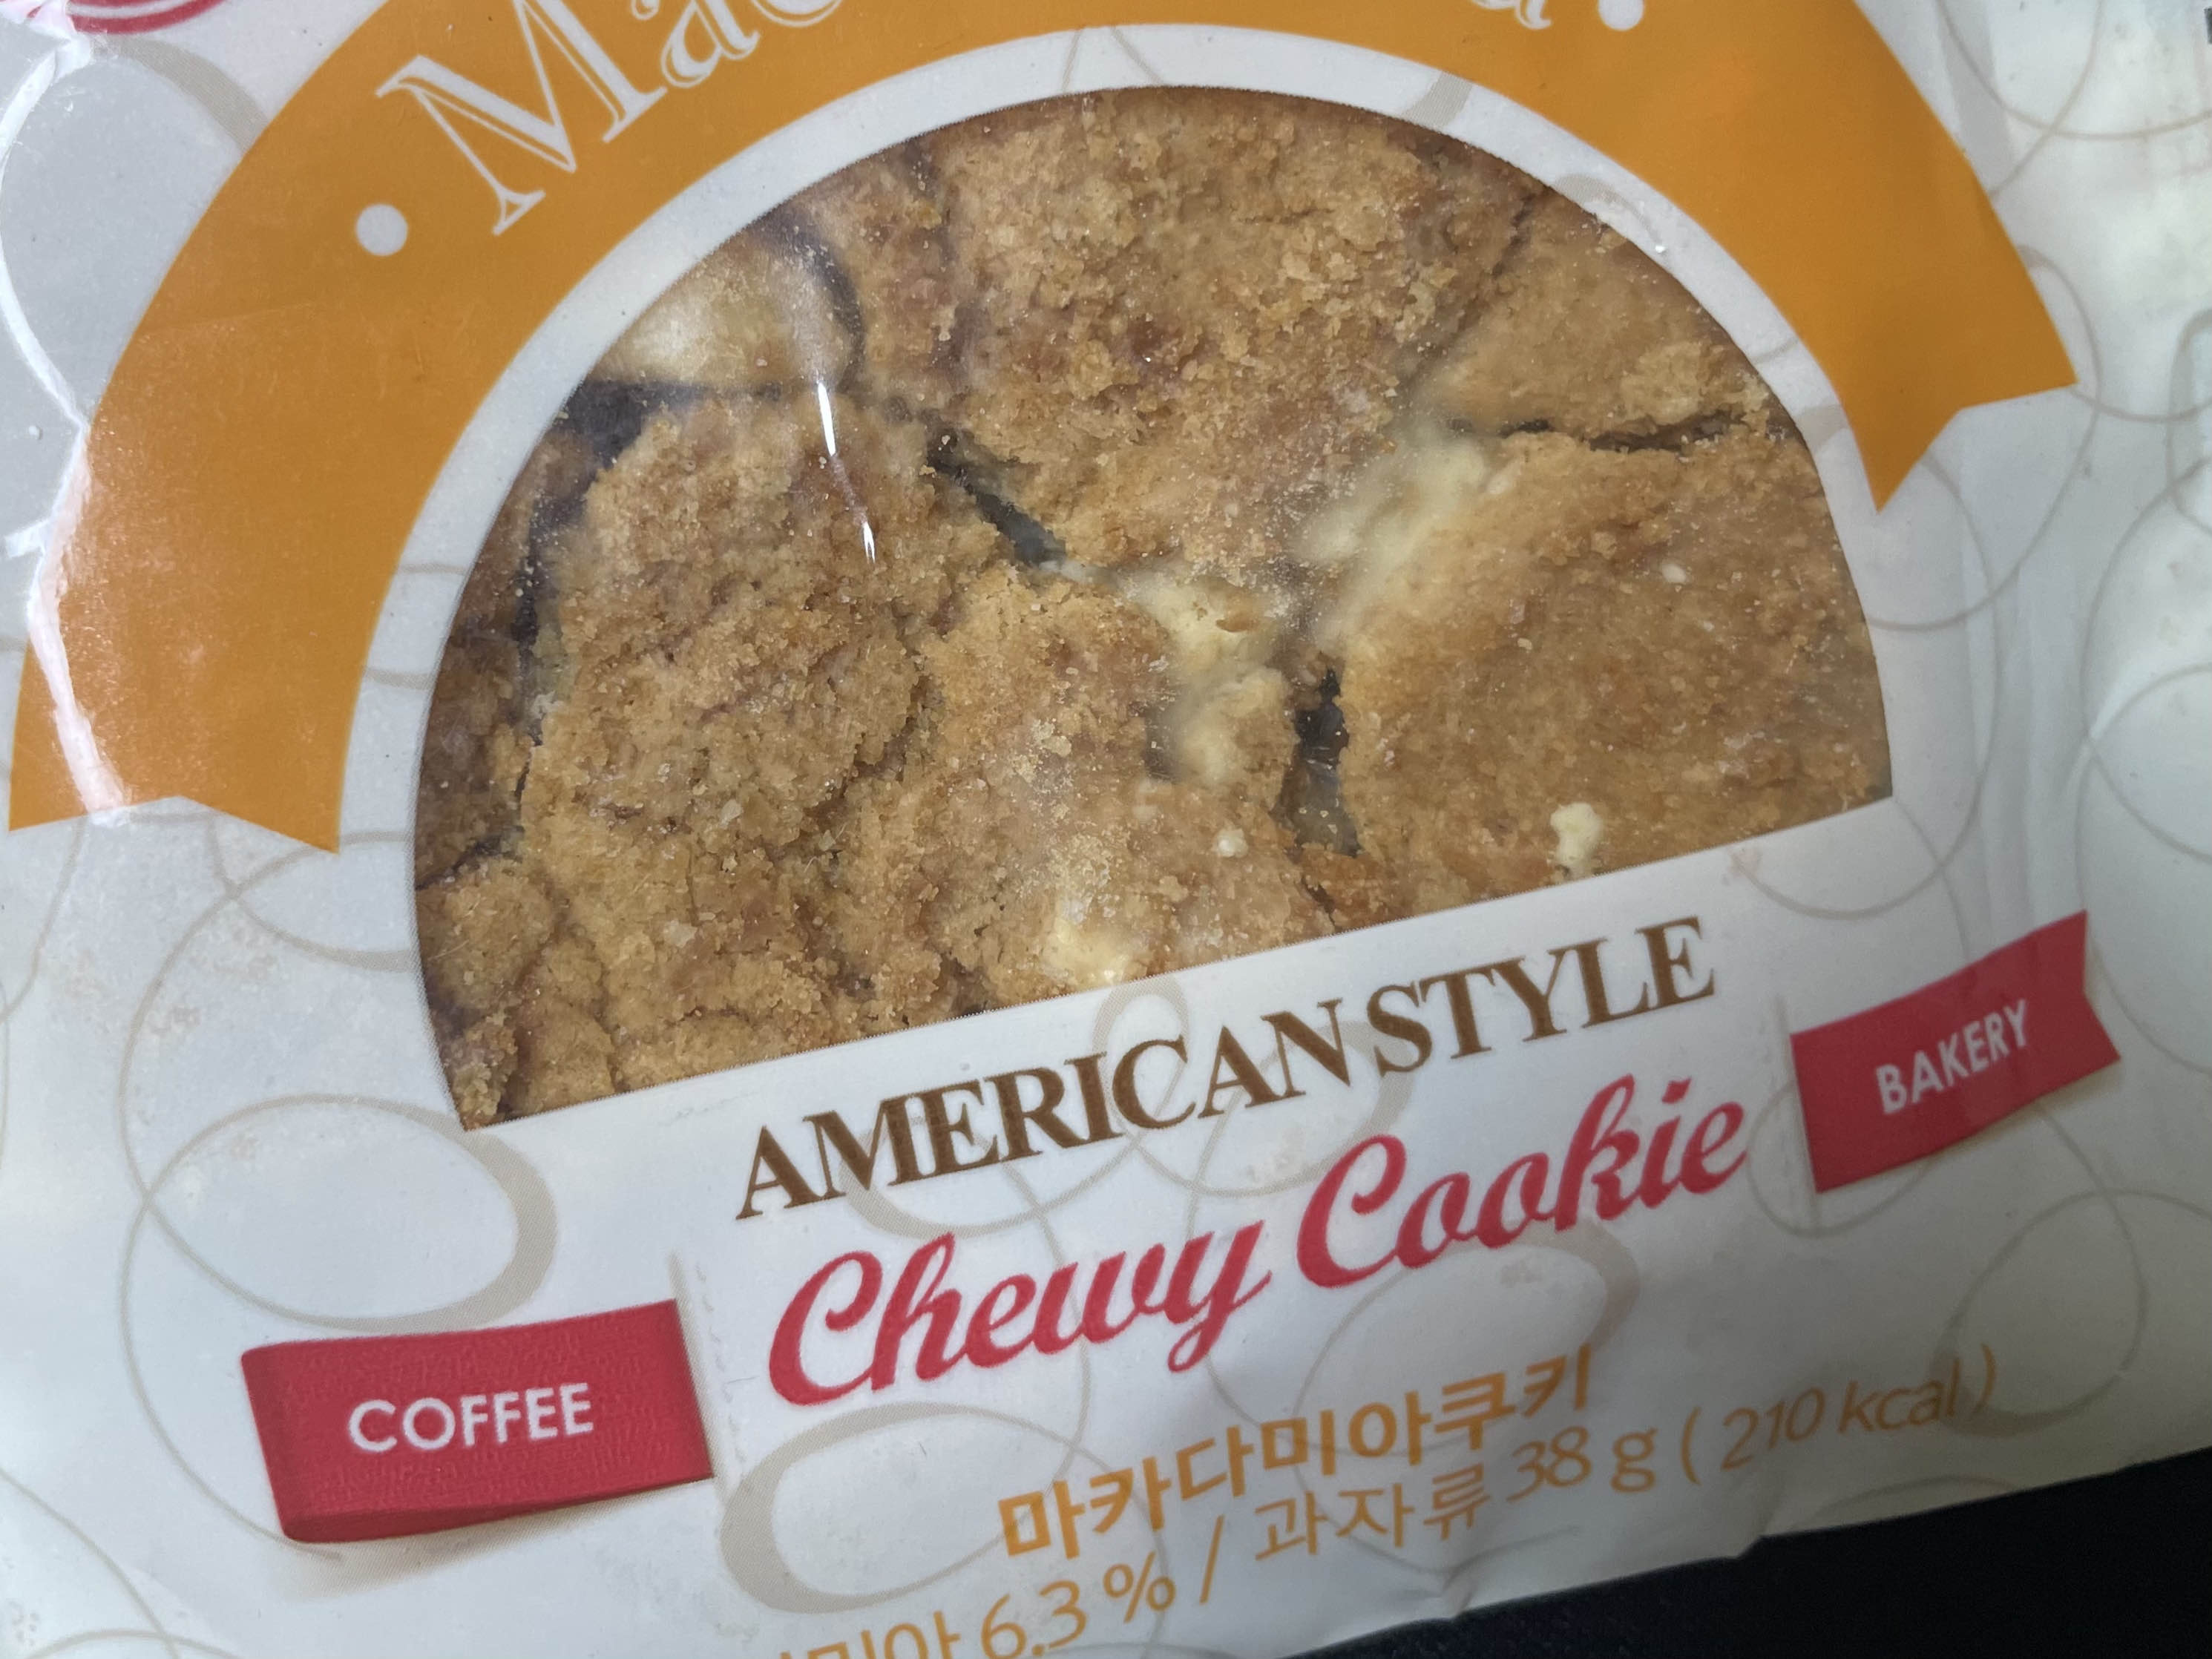 AMERICAN STYLE
Chewy Cookie
BAKERY
COFFEE
마카다미아쿠키
6.3 % / 과자류 38 g ( 210 kcal )